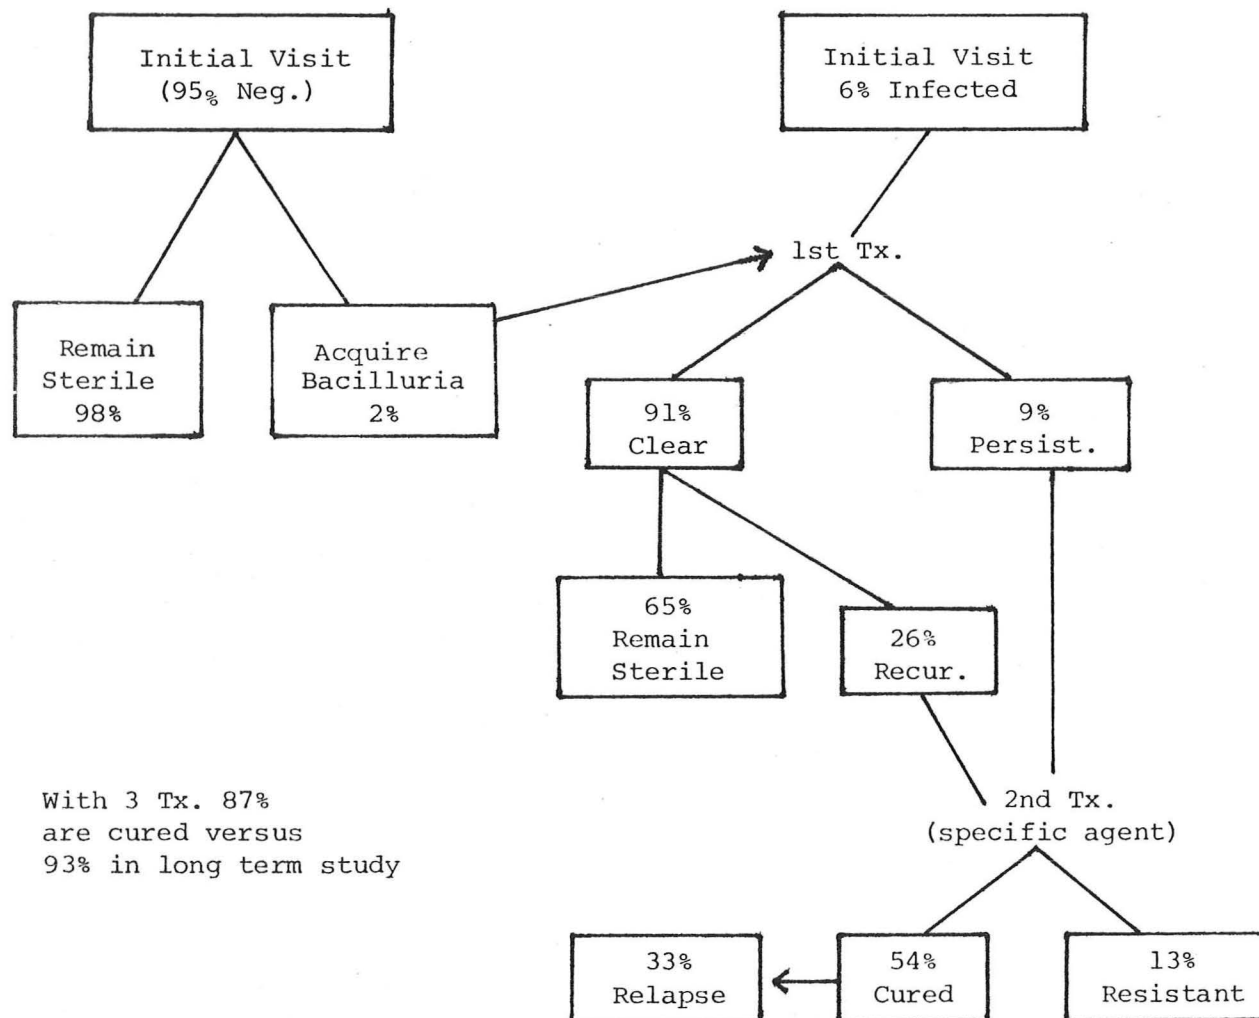 Initial Visit
(95% Neg.)
Initial Visit
6% Infected
1st Tx.
Remain
Sterile
98%
Acquire
Bacilluria
2%
91%
Clear
9%
Persist.
65%
Remain
Sterile
26%
Recur.
With 3 Tx. 87%
are cured versus
93% in long term study
2nd Tx.
(specific agent)
33%
Relapse
54%
Cured
13%
Resistant